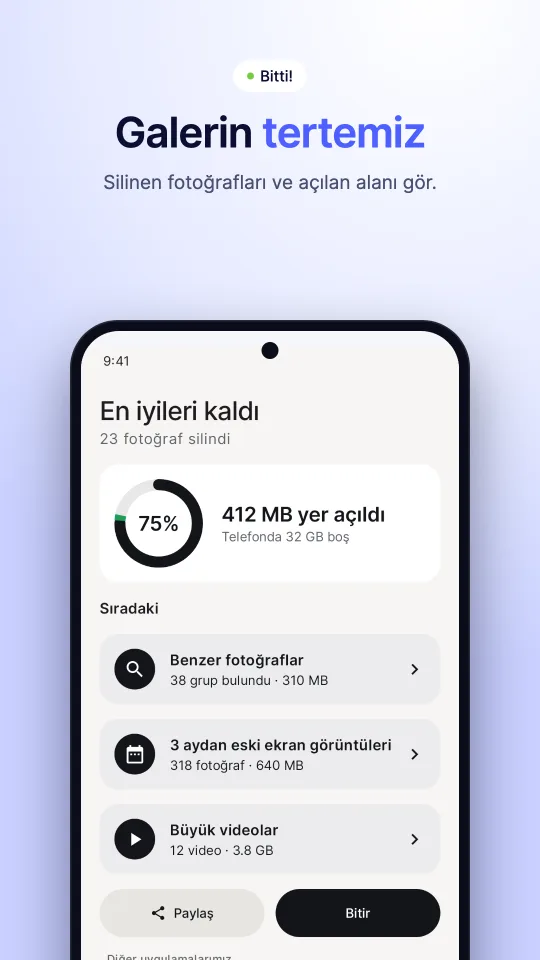 Bitti!
Galerin tertemiz
Silinen fotoğrafları ve açılan alanı gör.
9:41
En iyileri kaldı
23 fotoğraf silindi
75%
412 MB yer açıldı
Telefonda 32 GB boş
Sıradaki
Benzer fotoğraflar
38 grup bulundu · 310 MB
3 aydan eski ekran görüntüleri
318 fotoğraf · 640 MB
Büyük videolar
12 video · 3.8 GB
Paylaş
Bitir
Diğer uygulamalarımız